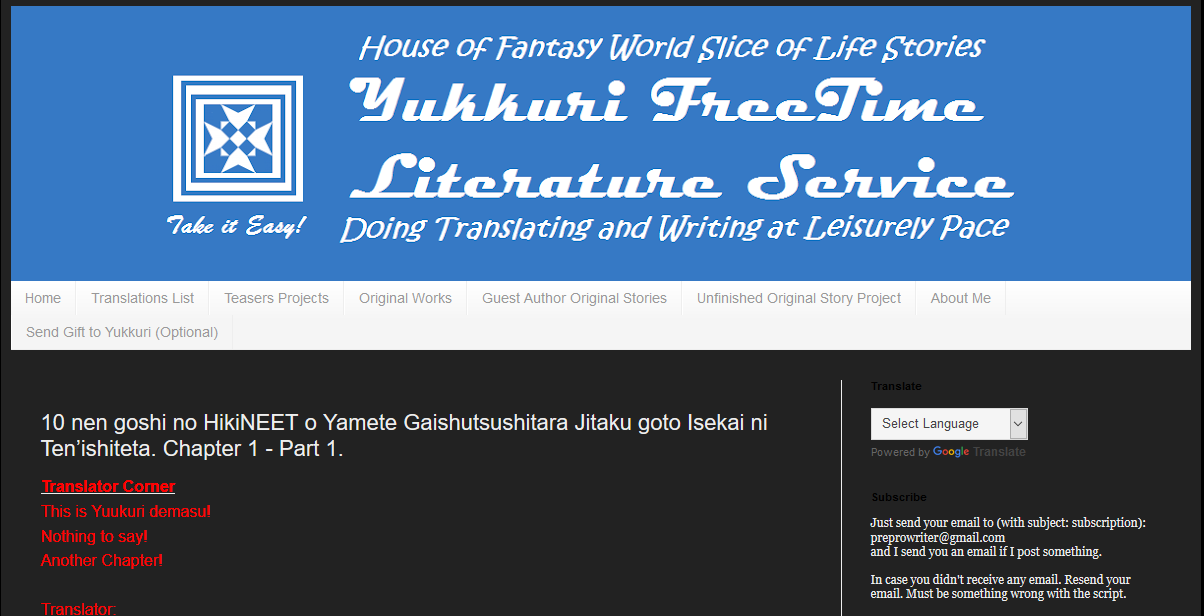 House of Fantasy World Slice of Life Stories
Yukkuri FreeTime
Literature Service
Take it Easy!
Doing Translating and Writing at Leisurely Pace
Home
Translations List
Teasers Projects
Original Works
Guest Author Original Stories
Unfinished Original Story Project
About Me
Send Gift to Yukkuri (Optional)
10 nen goshi no HikiNEET o Yamete Gaishutsushitara Jitaku goto Isekai ni
Ten’ishiteta. Chapter 1 - Part 1.
Translator Corner
This is Yuukuri demasu!
Nothing to say!
Another Chapter!
Translator:
Translate
Select Language
Powered by Google Translate
Subscribe
Just send your email to (with subject: subscription):
preprowriter@gmail.com
and I send you an email if I post something.
In case you didn't receive any email. Resend your
email. Must be something wrong with the script.